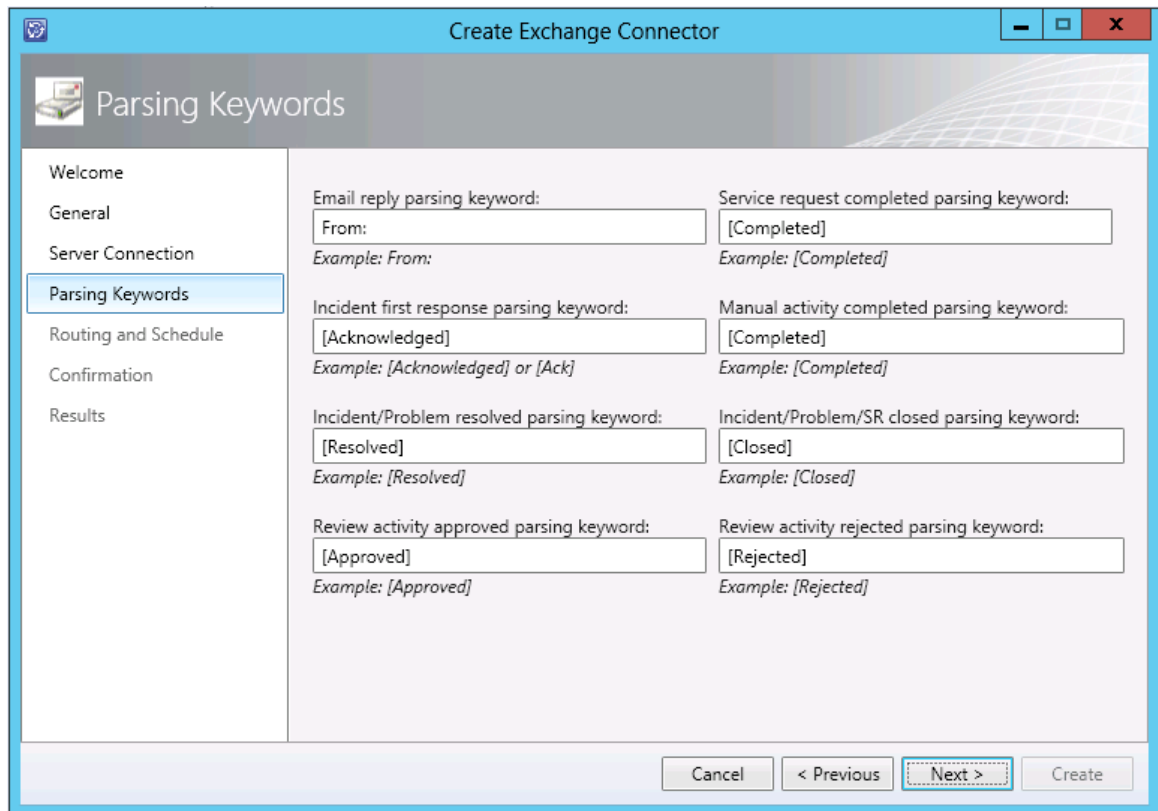 Create Exchange Connector
Parsing Keywords
Welcome
General
Server Connection
Parsing Keywords
Routing and Schedule
Confirmation
Results
Email reply parsing keyword:
From:
Example: From:
Service request completed parsing keyword:
[Completed]
Example: [Completed]
Incident first response parsing keyword:
[Acknowledged]
Example: [Acknowledged] or [Ack]
Manual activity completed parsing keyword:
[Completed]
Example: [Completed]
Incident/Problem resolved parsing keyword:
[Resolved]
Example: [Resolved]
Incident/Problem/SR closed parsing keyword:
[Closed]
Example: [Closed]
Review activity approved parsing keyword:
[Approved]
Example: [Approved]
Review activity rejected parsing keyword:
[Rejected]
Example: [Rejected]
Cancel
< Previous
Next >
Create